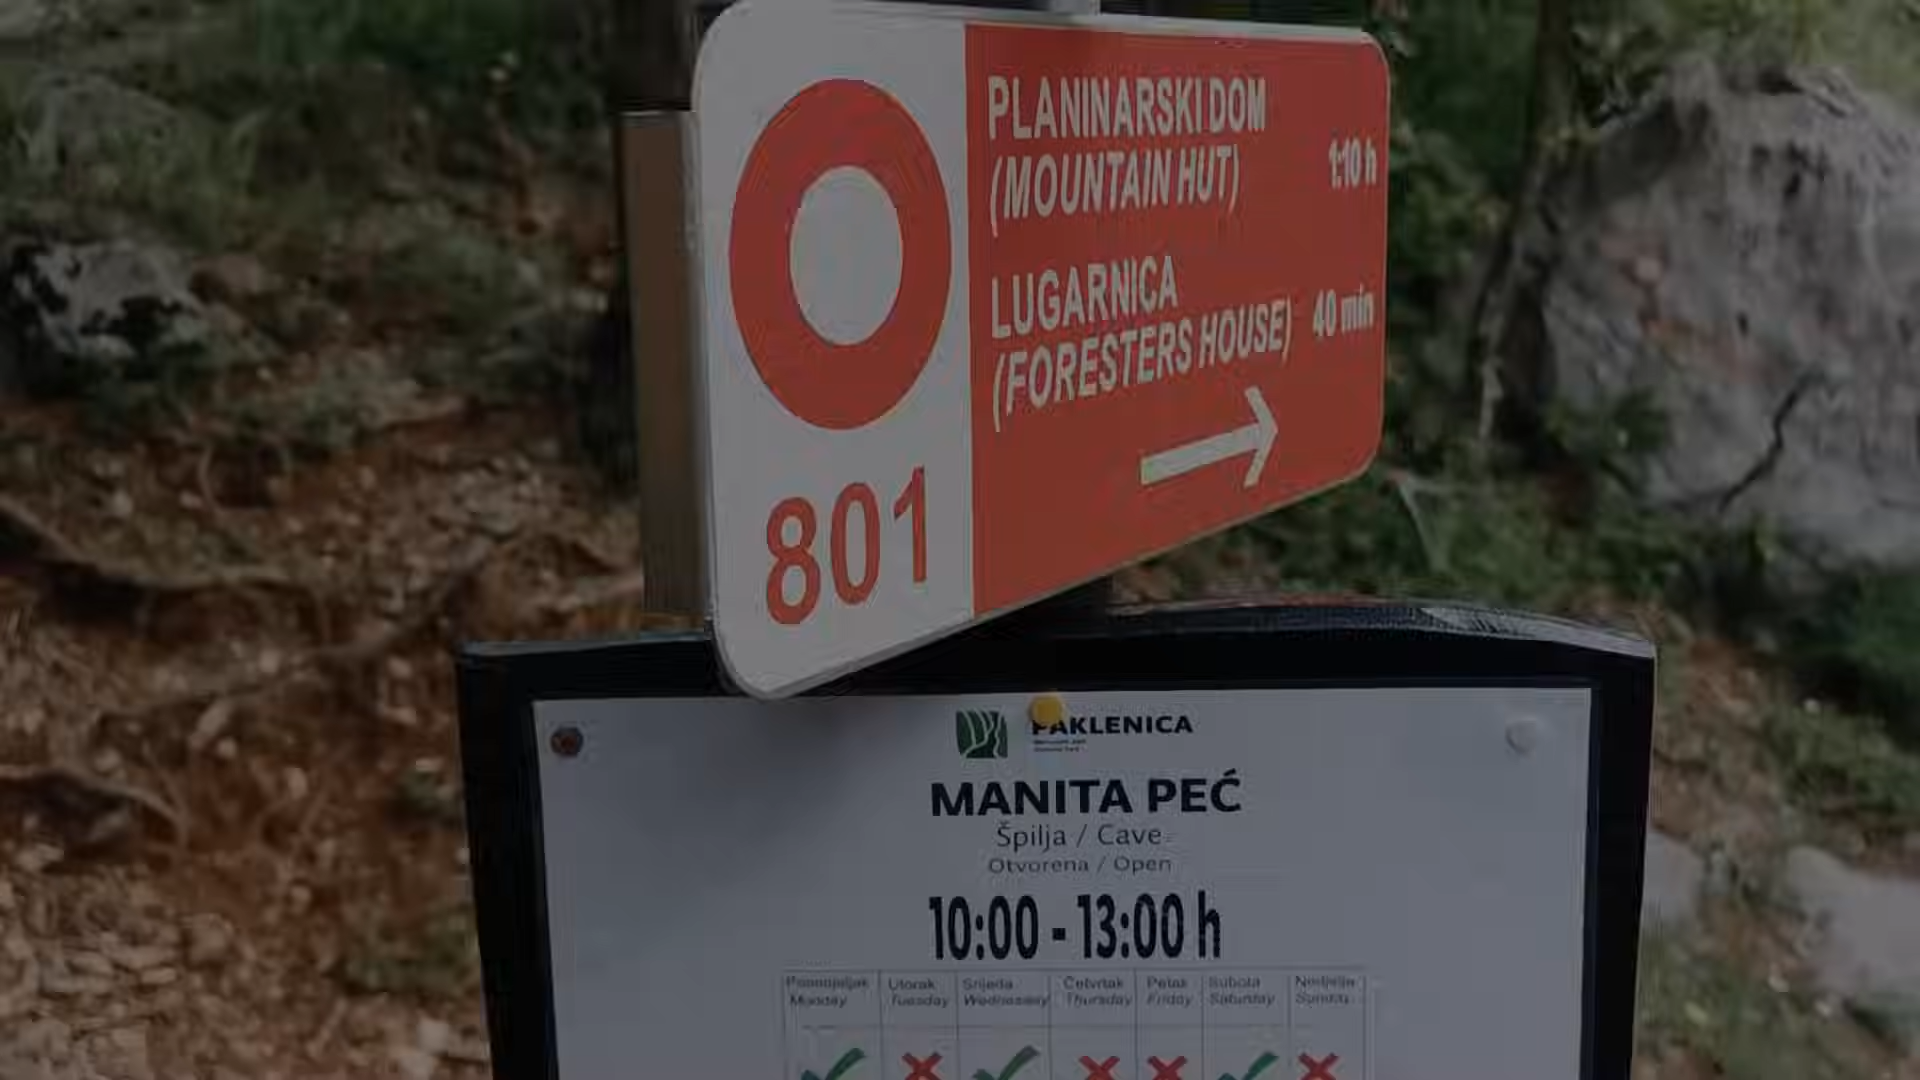 PLANINARSKI DOM
(MOUNTAIN HUT) 1:10 h
LUGARNICA
(FORESTERS HOUSE) 40 min
801
PAKLENICA
MANITA PEĆ
Špilja / Cave
Otvorena / Open
10:00 - 13:00 h
Ponedjeljak Utorak Srijeda Četvrtak Petak Subota Nedjelja
Monday Tuesday Wednesday Thursday Friday Saturday Sunday